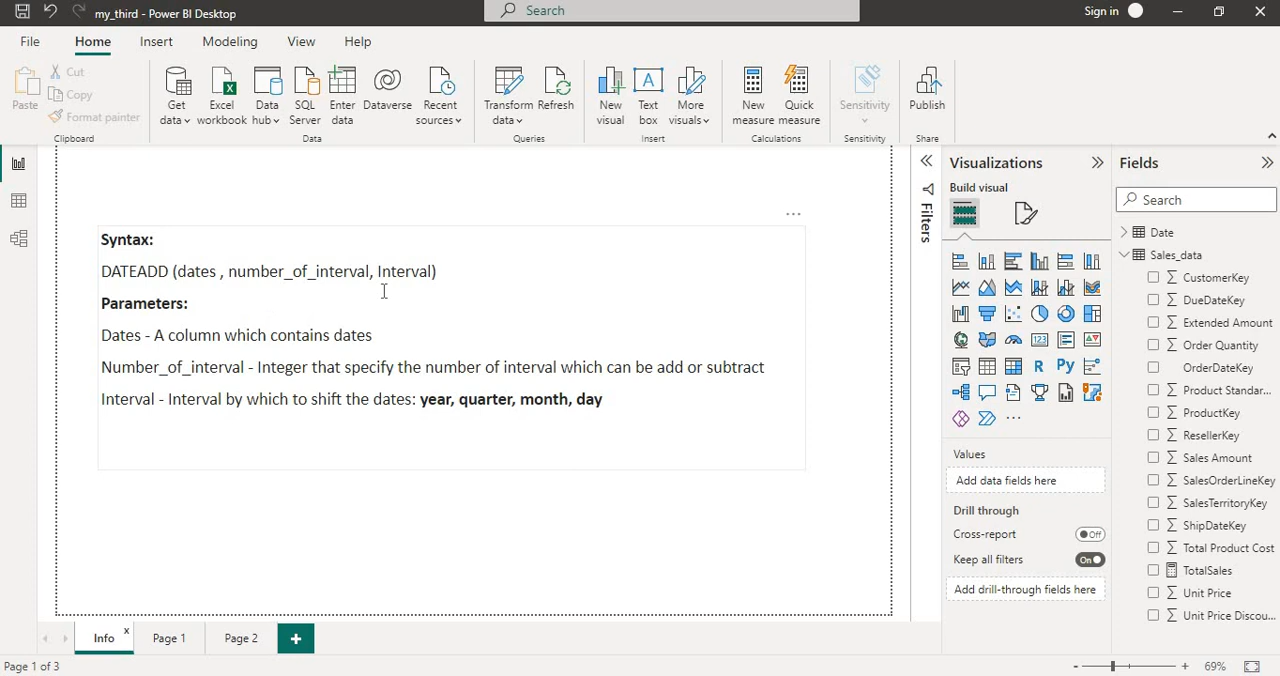 my_third - Power BI Desktop
Search
Sign in
File
Home
Insert
Modeling
View
Help
Paste
Cut
Copy
Format painter
Clipboard
Get data
Excel workbook
Data hub
SQL Server
Enter data
Dataverse
Recent sources
Data
Transform data
Refresh
Queries
New visual
Text box
More visuals
Insert
New measure
Quick measure
Calculations
Sensitivity
Sensitivity
Publish
Share
Syntax:
DATEADD (dates , number_of_interval, Interval)
Parameters:
Dates - A column which contains dates
Number_of_interval - Integer that specify the number of interval which can be add or subtract
Interval - Interval by which to shift the dates: year, quarter, month, day
Filters
Visualizations
Build visual
R
Py
123
Values
Add data fields here
Drill through
Cross-report
Off
Keep all filters
On
Add drill-through fields here
Fields
Search
Date
Sales_data
CustomerKey
DueDateKey
Extended Amount
Order Quantity
OrderDateKey
Product Standar...
ProductKey
ResellerKey
Sales Amount
SalesOrderLineKey
SalesTerritoryKey
ShipDateKey
Total Product Cost
TotalSales
Unit Price
Unit Price Discou...
Info
x
Page 1
Page 2
Page 1 of 3
69%